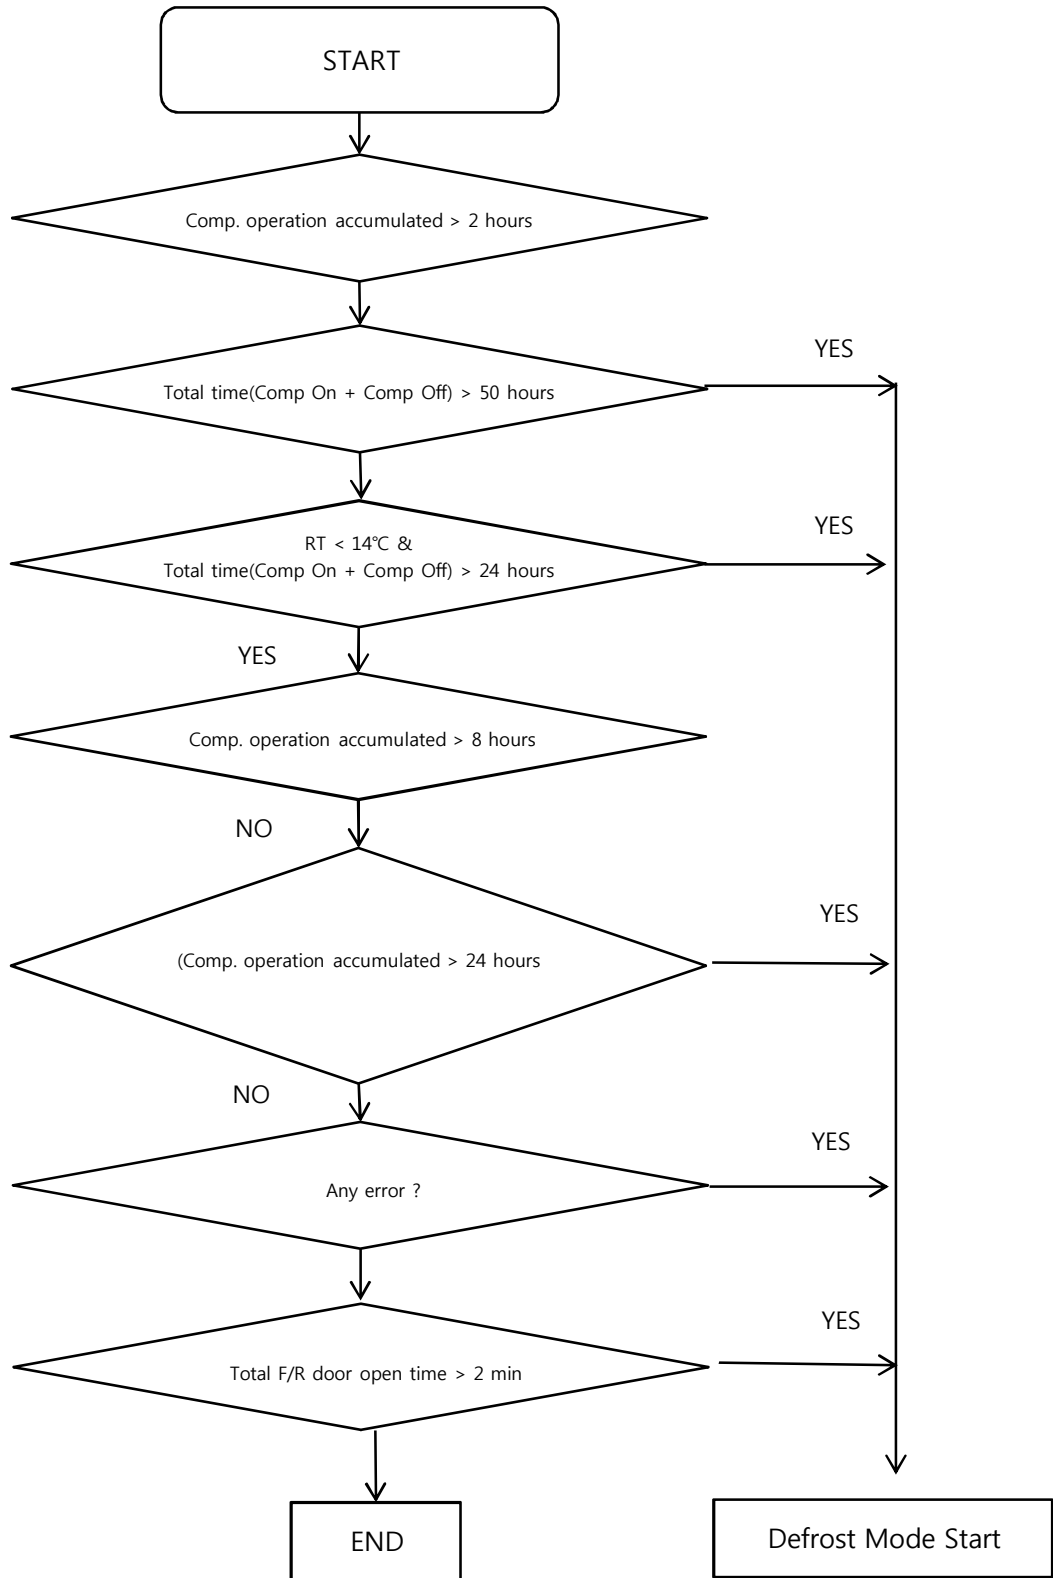 START
Comp. operation accumulated > 2 hours
YES
Total time(Comp On + Comp Off) > 50 hours
YES
RT < 14℃ &
Total time(Comp On + Comp Off) > 24 hours
YES
Comp. operation accumulated > 8 hours
NO
YES
(Comp. operation accumulated > 24 hours
NO
YES
Any error ?
YES
Total F/R door open time > 2 min
END
Defrost Mode Start